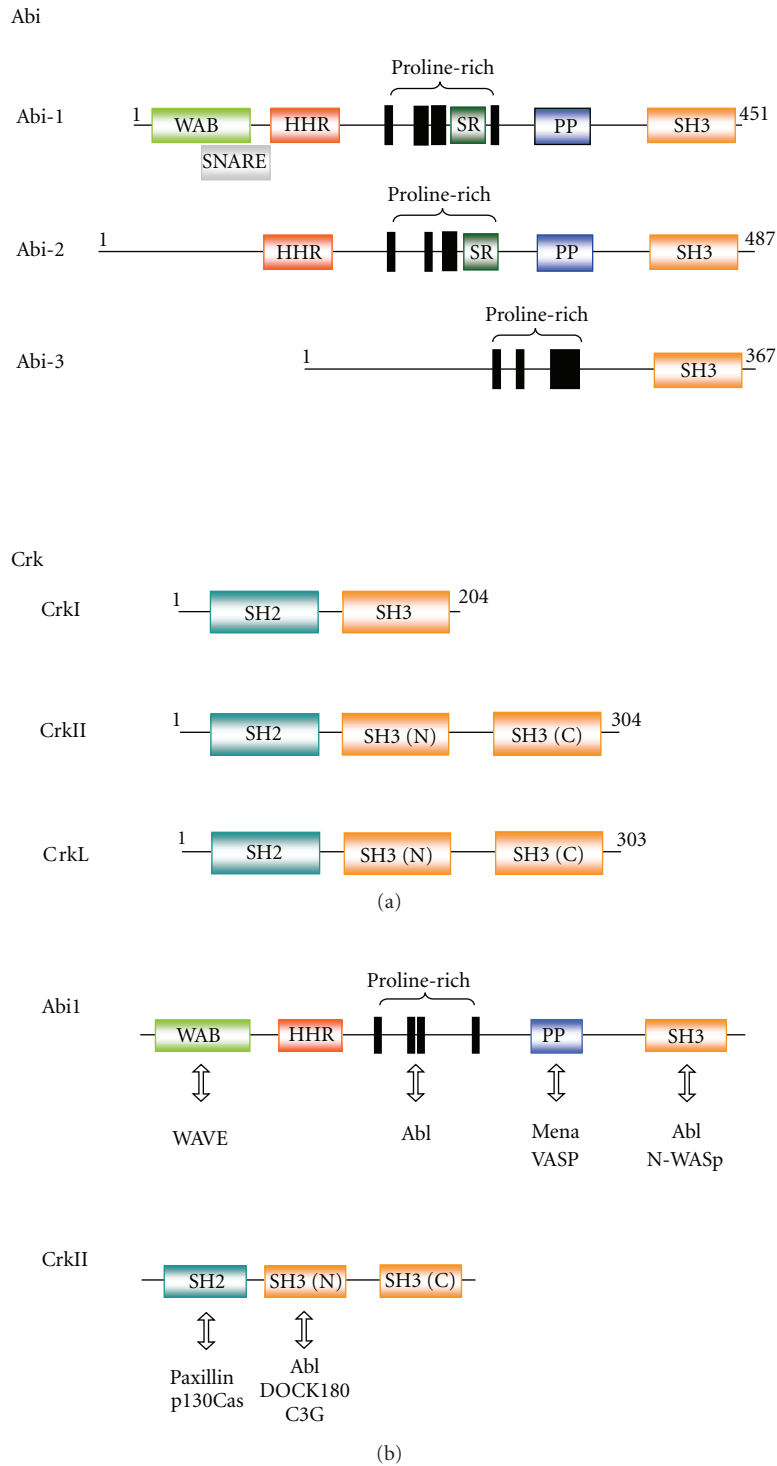 Abi
Proline-rich
Abi-1
1
WAB
HHR
SR
PP
SH3
451
SNARE
Proline-rich
Abi-2
1
HHR
SR
PP
SH3
487
Proline-rich
Abi-3
1
SH3
367
Crk
CrkI
1
SH2
SH3
204
CrkII
1
SH2
SH3 (N)
SH3 (C)
304
CrkL
1
SH2
SH3 (N)
SH3 (C)
303
(a)
Proline-rich
Abi1
WAB
HHR
PP
SH3
WAVE
Abl
Mena
VASP
Abl
N-WASp
CrkII
SH2
SH3 (N)
SH3 (C)
Paxillin
p130Cas
Abl
DOCK180
C3G
(b)